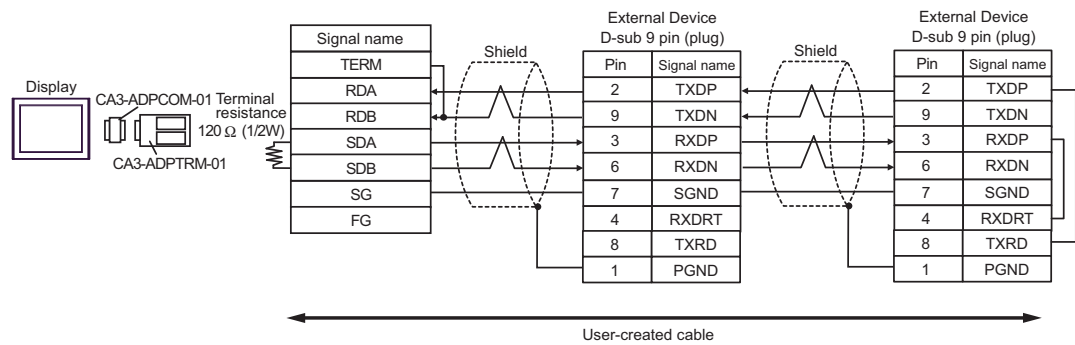 Display
CA3-ADPCOM-01
CA3-ADPTRM-01
Terminal
resistance
120 Ω (1/2W)
Signal name
TERM
RDA
RDB
SDA
SDB
SG
FG
Shield
External Device
D-sub 9 pin (plug)
Pin Signal name
2 TXDP
9 TXDN
3 RXDP
6 RXDN
7 SGND
4 RXDRT
8 TXRD
1 PGND
Shield
External Device
D-sub 9 pin (plug)
Pin Signal name
2 TXDP
9 TXDN
3 RXDP
6 RXDN
7 SGND
4 RXDRT
8 TXRD
1 PGND
User-created cable